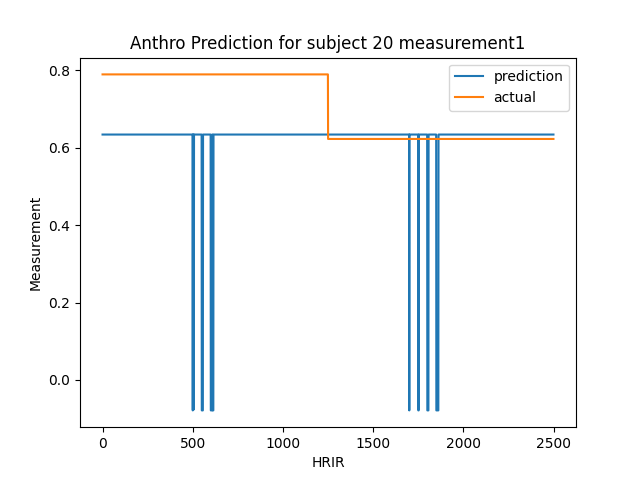 Anthro Prediction for subject 20 measurement1
prediction
actual
0.8
0.6
0.4
0.2
0.0
Measurement
0
500
1000
1500
2000
2500
HRIR